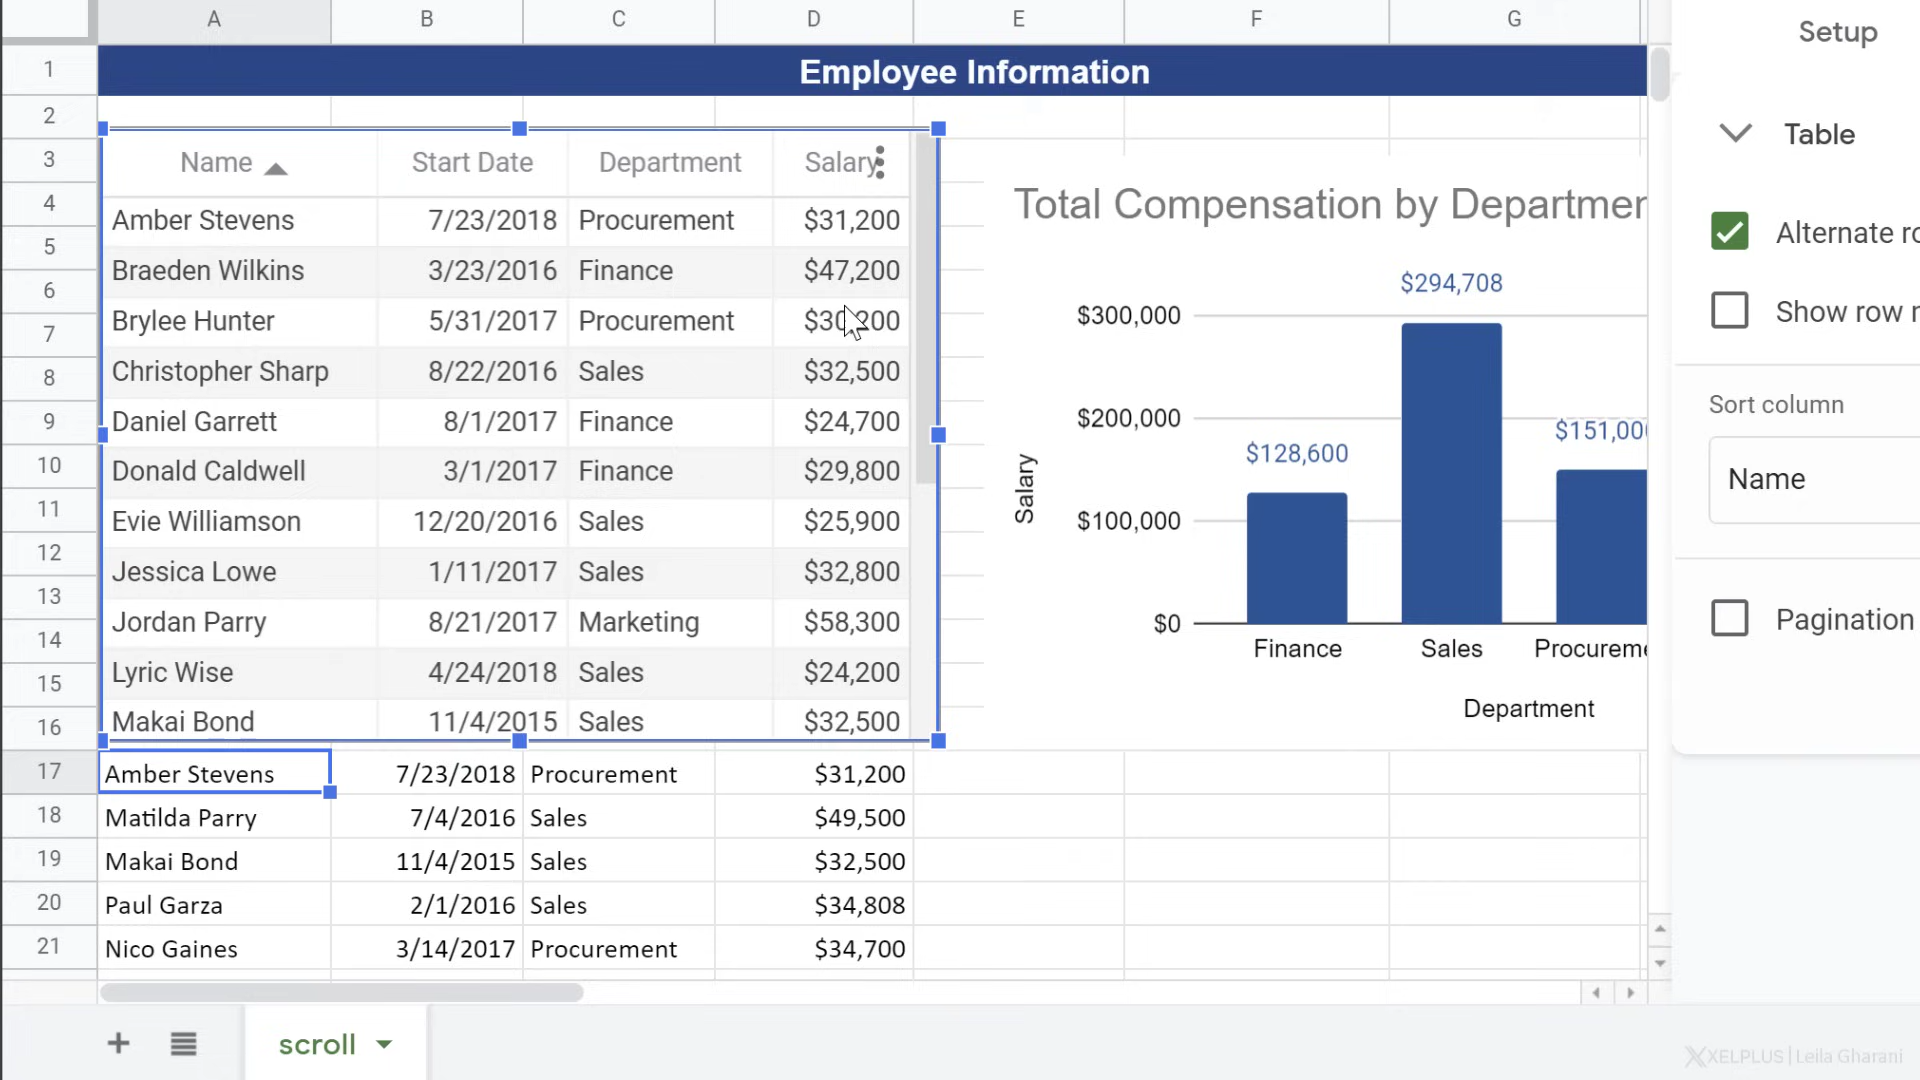 A B C D E F G
1 Employee Information
2
3 Name Start Date Department Salary
4 Amber Stevens 7/23/2018 Procurement $31,200
5 Braeden Wilkins 3/23/2016 Finance $47,200
6 Brylee Hunter 5/31/2017 Procurement $30,200
7
8 Christopher Sharp 8/22/2016 Sales $32,500
9 Daniel Garrett 8/1/2017 Finance $24,700
10 Donald Caldwell 3/1/2017 Finance $29,800
11 Evie Williamson 12/20/2016 Sales $25,900
12 Jessica Lowe 1/11/2017 Sales $32,800
13
14 Jordan Parry 8/21/2017 Marketing $58,300
15 Lyric Wise 4/24/2018 Sales $24,200
16 Makai Bond 11/4/2015 Sales $32,500
17 Amber Stevens 7/23/2018 Procurement $31,200
18 Matilda Parry 7/4/2016 Sales $49,500
19 Makai Bond 11/4/2015 Sales $32,500
20 Paul Garza 2/1/2016 Sales $34,808
21 Nico Gaines 3/14/2017 Procurement $34,700
Total Compensation by Departmen
$294,708
$300,000
$200,000
$151,000
$128,600
$100,000
$0
Salary
Finance Sales Procureme
Department
Setup
Table
Alternate ro
Show row n
Sort column
Name
Pagination
scroll
XELPLUS | Leila Gharani